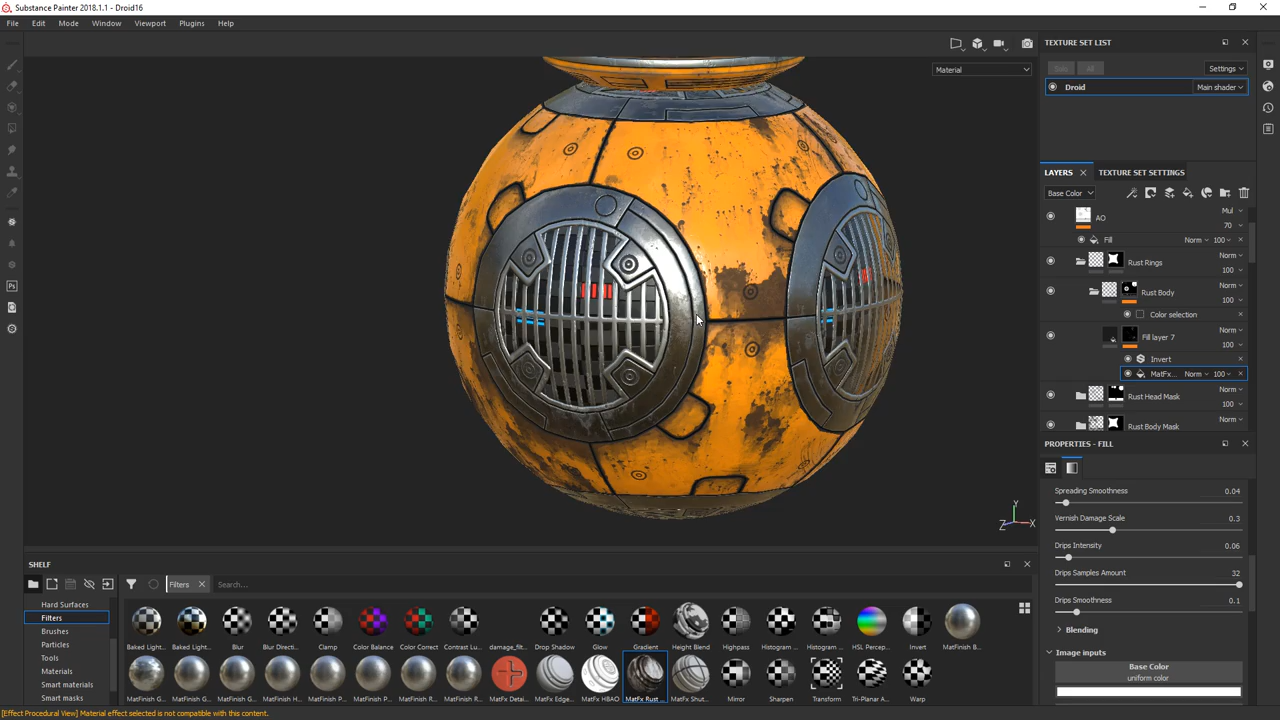 Substance Painter 2018.1.1 - Droid16
File Edit Mode Window Viewport Plugins Help
Material
TEXTURE SET LIST
Solo All Settings
Droid Main shader
LAYERS TEXTURE SET SETTINGS
Base Color
AO Mul
70
Fill Norm 100
Rust Rings Norm
100
Rust Body Norm
100
Color selection
Fill layer 7 Norm
100
Invert
MatFx... Norm 100
Rust Head Mask Norm
100
Rust Body Mask Norm
PROPERTIES - FILL
Spreading Smoothness 0.04
Vernish Damage Scale 0.3
Drips Intensity 0.06
Drips Samples Amount 32
Drips Smoothness 0.1
Blending
Image inputs
Base Color
uniform color
SHELF
Filters Search...
Hard Surfaces
Filters
Brushes
Particles
Tools
Materials
Smart materials
Smart masks
Baked Light... Baked Light... Blur Blur Directi... Clamp Color Balance Color Correct Contrast Lu... damage_filt... Drop Shadow Glow Gradient Height Blend Highpass Histogram ... Histogram ... HSL Percep... Invert MatFinish B...
MatFinish G... MatFinish G... MatFinish G... MatFinish H... MatFinish P... MatFinish P... MatFinish R... MatFinish R... MatFx Detai... MatFx Edge... MatFx HBAO MatFx Rust ... MatFx Shut... Mirror Sharpen Transform Tri-Planar A... Warp
[Effect Procedural View] Material effect selected is not compatible with this content.
Ps
Y
Z X